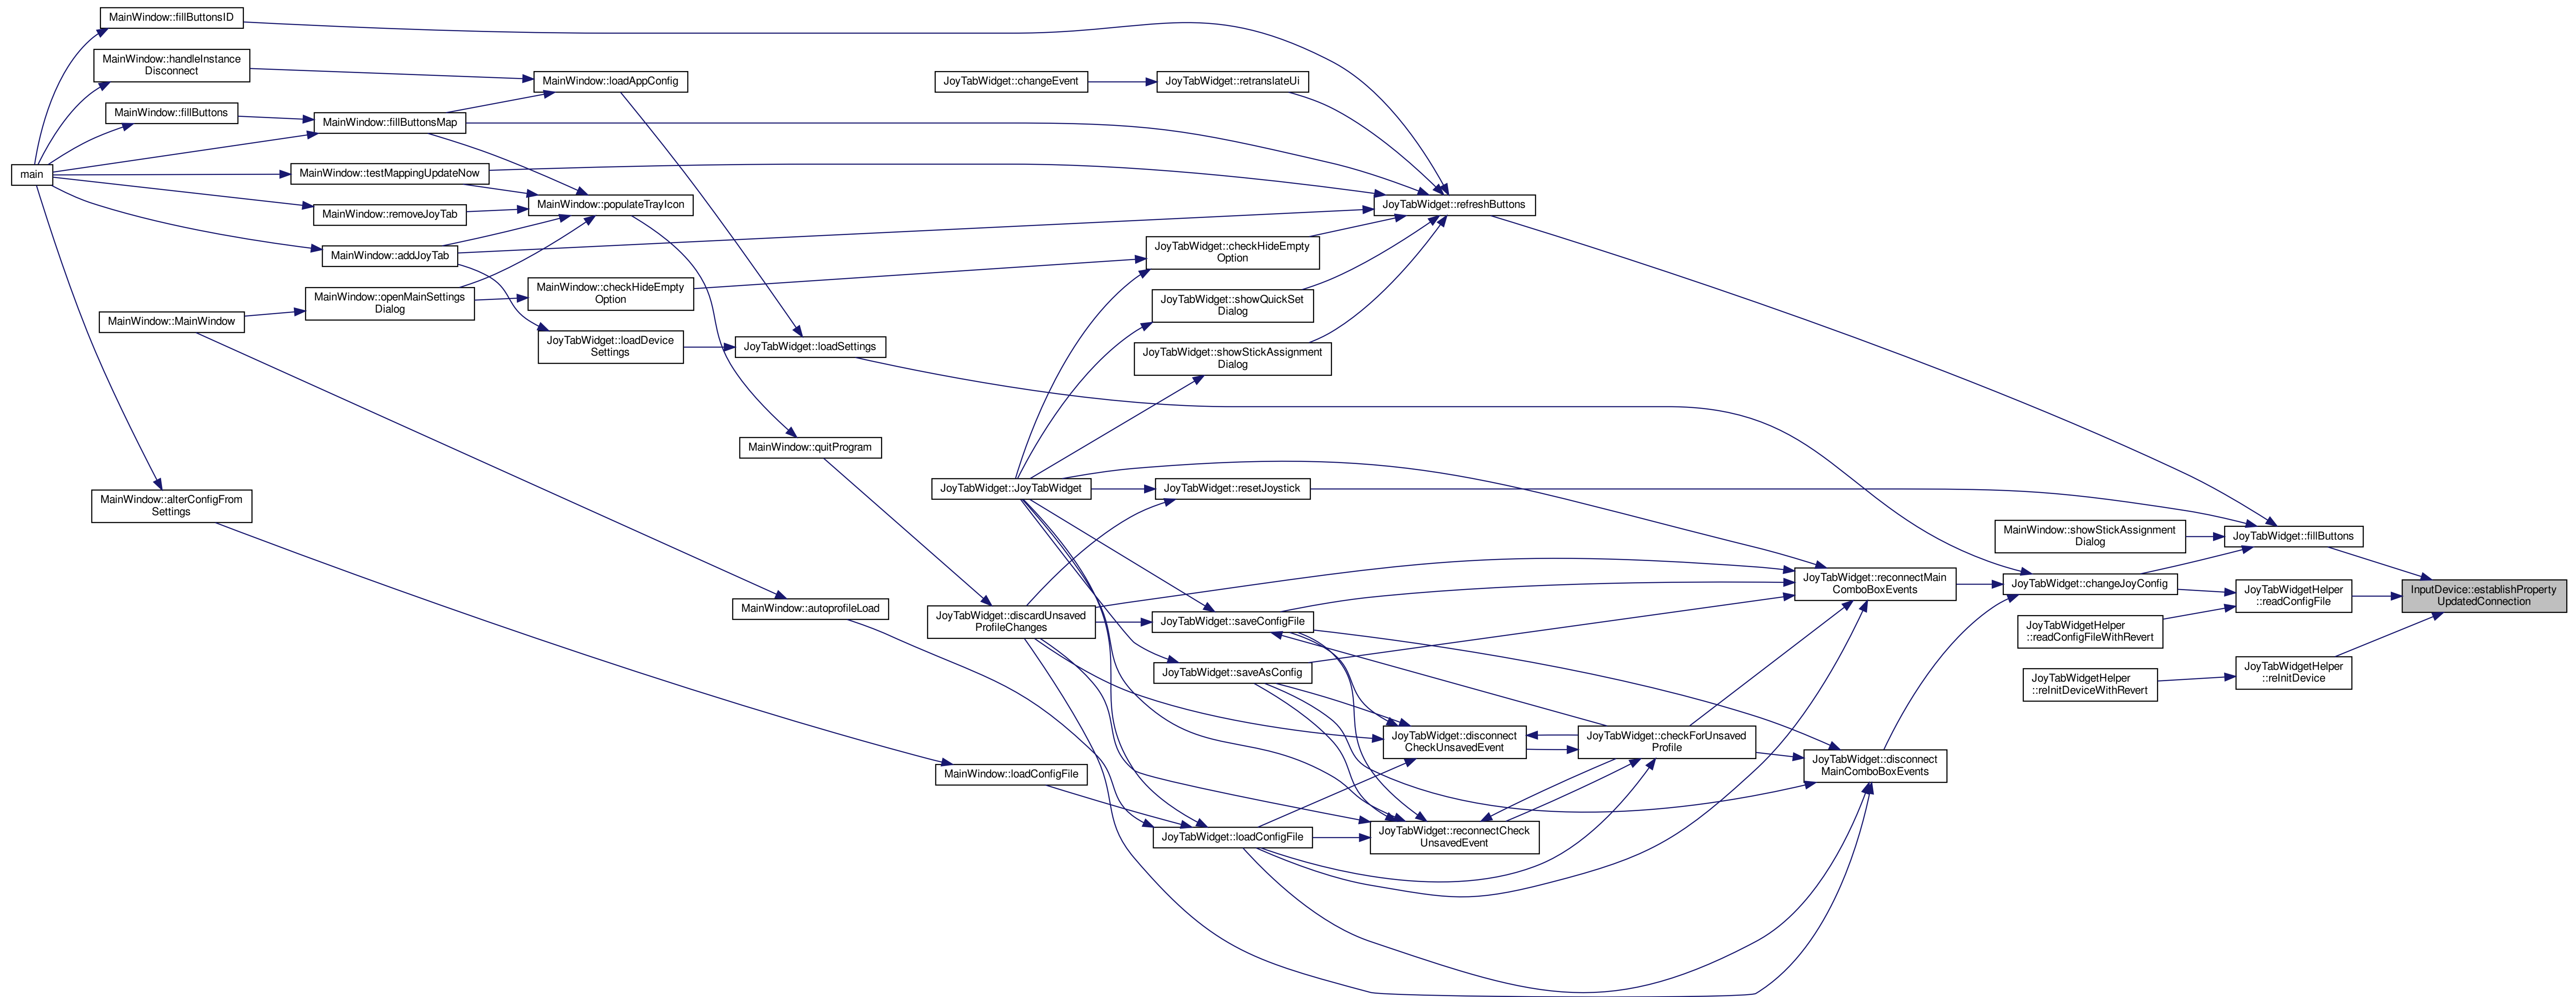 MainWindow::fillButtonsID
MainWindow::handleInstance
Disconnect
MainWindow::loadAppConfig
JoyTabWidget::changeEvent
JoyTabWidget::retranslateUi
MainWindow::fillButtons
MainWindow::fillButtonsMap
main
MainWindow::testMappingUpdateNow
MainWindow::removeJoyTab
MainWindow::populateTrayIcon
JoyTabWidget::refreshButtons
MainWindow::addJoyTab
JoyTabWidget::checkHideEmpty
Option
MainWindow::openMainSettings
Dialog
MainWindow::checkHideEmpty
Option
JoyTabWidget::showQuickSet
Dialog
MainWindow::MainWindow
JoyTabWidget::loadDevice
Settings
JoyTabWidget::loadSettings
JoyTabWidget::showStickAssignment
Dialog
MainWindow::quitProgram
MainWindow::alterConfigFrom
Settings
JoyTabWidget::JoyTabWidget
JoyTabWidget::resetJoystick
MainWindow::showStickAssignment
Dialog
JoyTabWidget::fillButtons
JoyTabWidget::reconnectMain
ComboBoxEvents
JoyTabWidget::changeJoyConfig
JoyTabWidgetHelper
::readConfigFile
InputDevice::establishProperty
UpdatedConnection
MainWindow::autoprofileLoad
JoyTabWidget::discardUnsaved
ProfileChanges
JoyTabWidget::saveConfigFile
JoyTabWidgetHelper
::readConfigFileWithRevert
JoyTabWidget::saveAsConfig
JoyTabWidgetHelper
::reInitDeviceWithRevert
JoyTabWidgetHelper
::reInitDevice
JoyTabWidget::disconnect
CheckUnsavedEvent
JoyTabWidget::checkForUnsaved
Profile
JoyTabWidget::disconnect
MainComboBoxEvents
MainWindow::loadConfigFile
JoyTabWidget::loadConfigFile
JoyTabWidget::reconnectCheck
UnsavedEvent